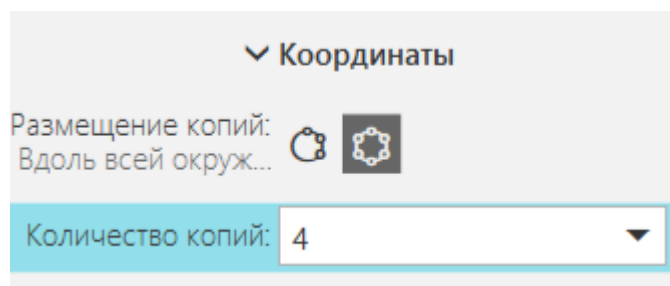 Координаты
Размещение копий:
Вдоль всей окруж...
Количество копий: 4